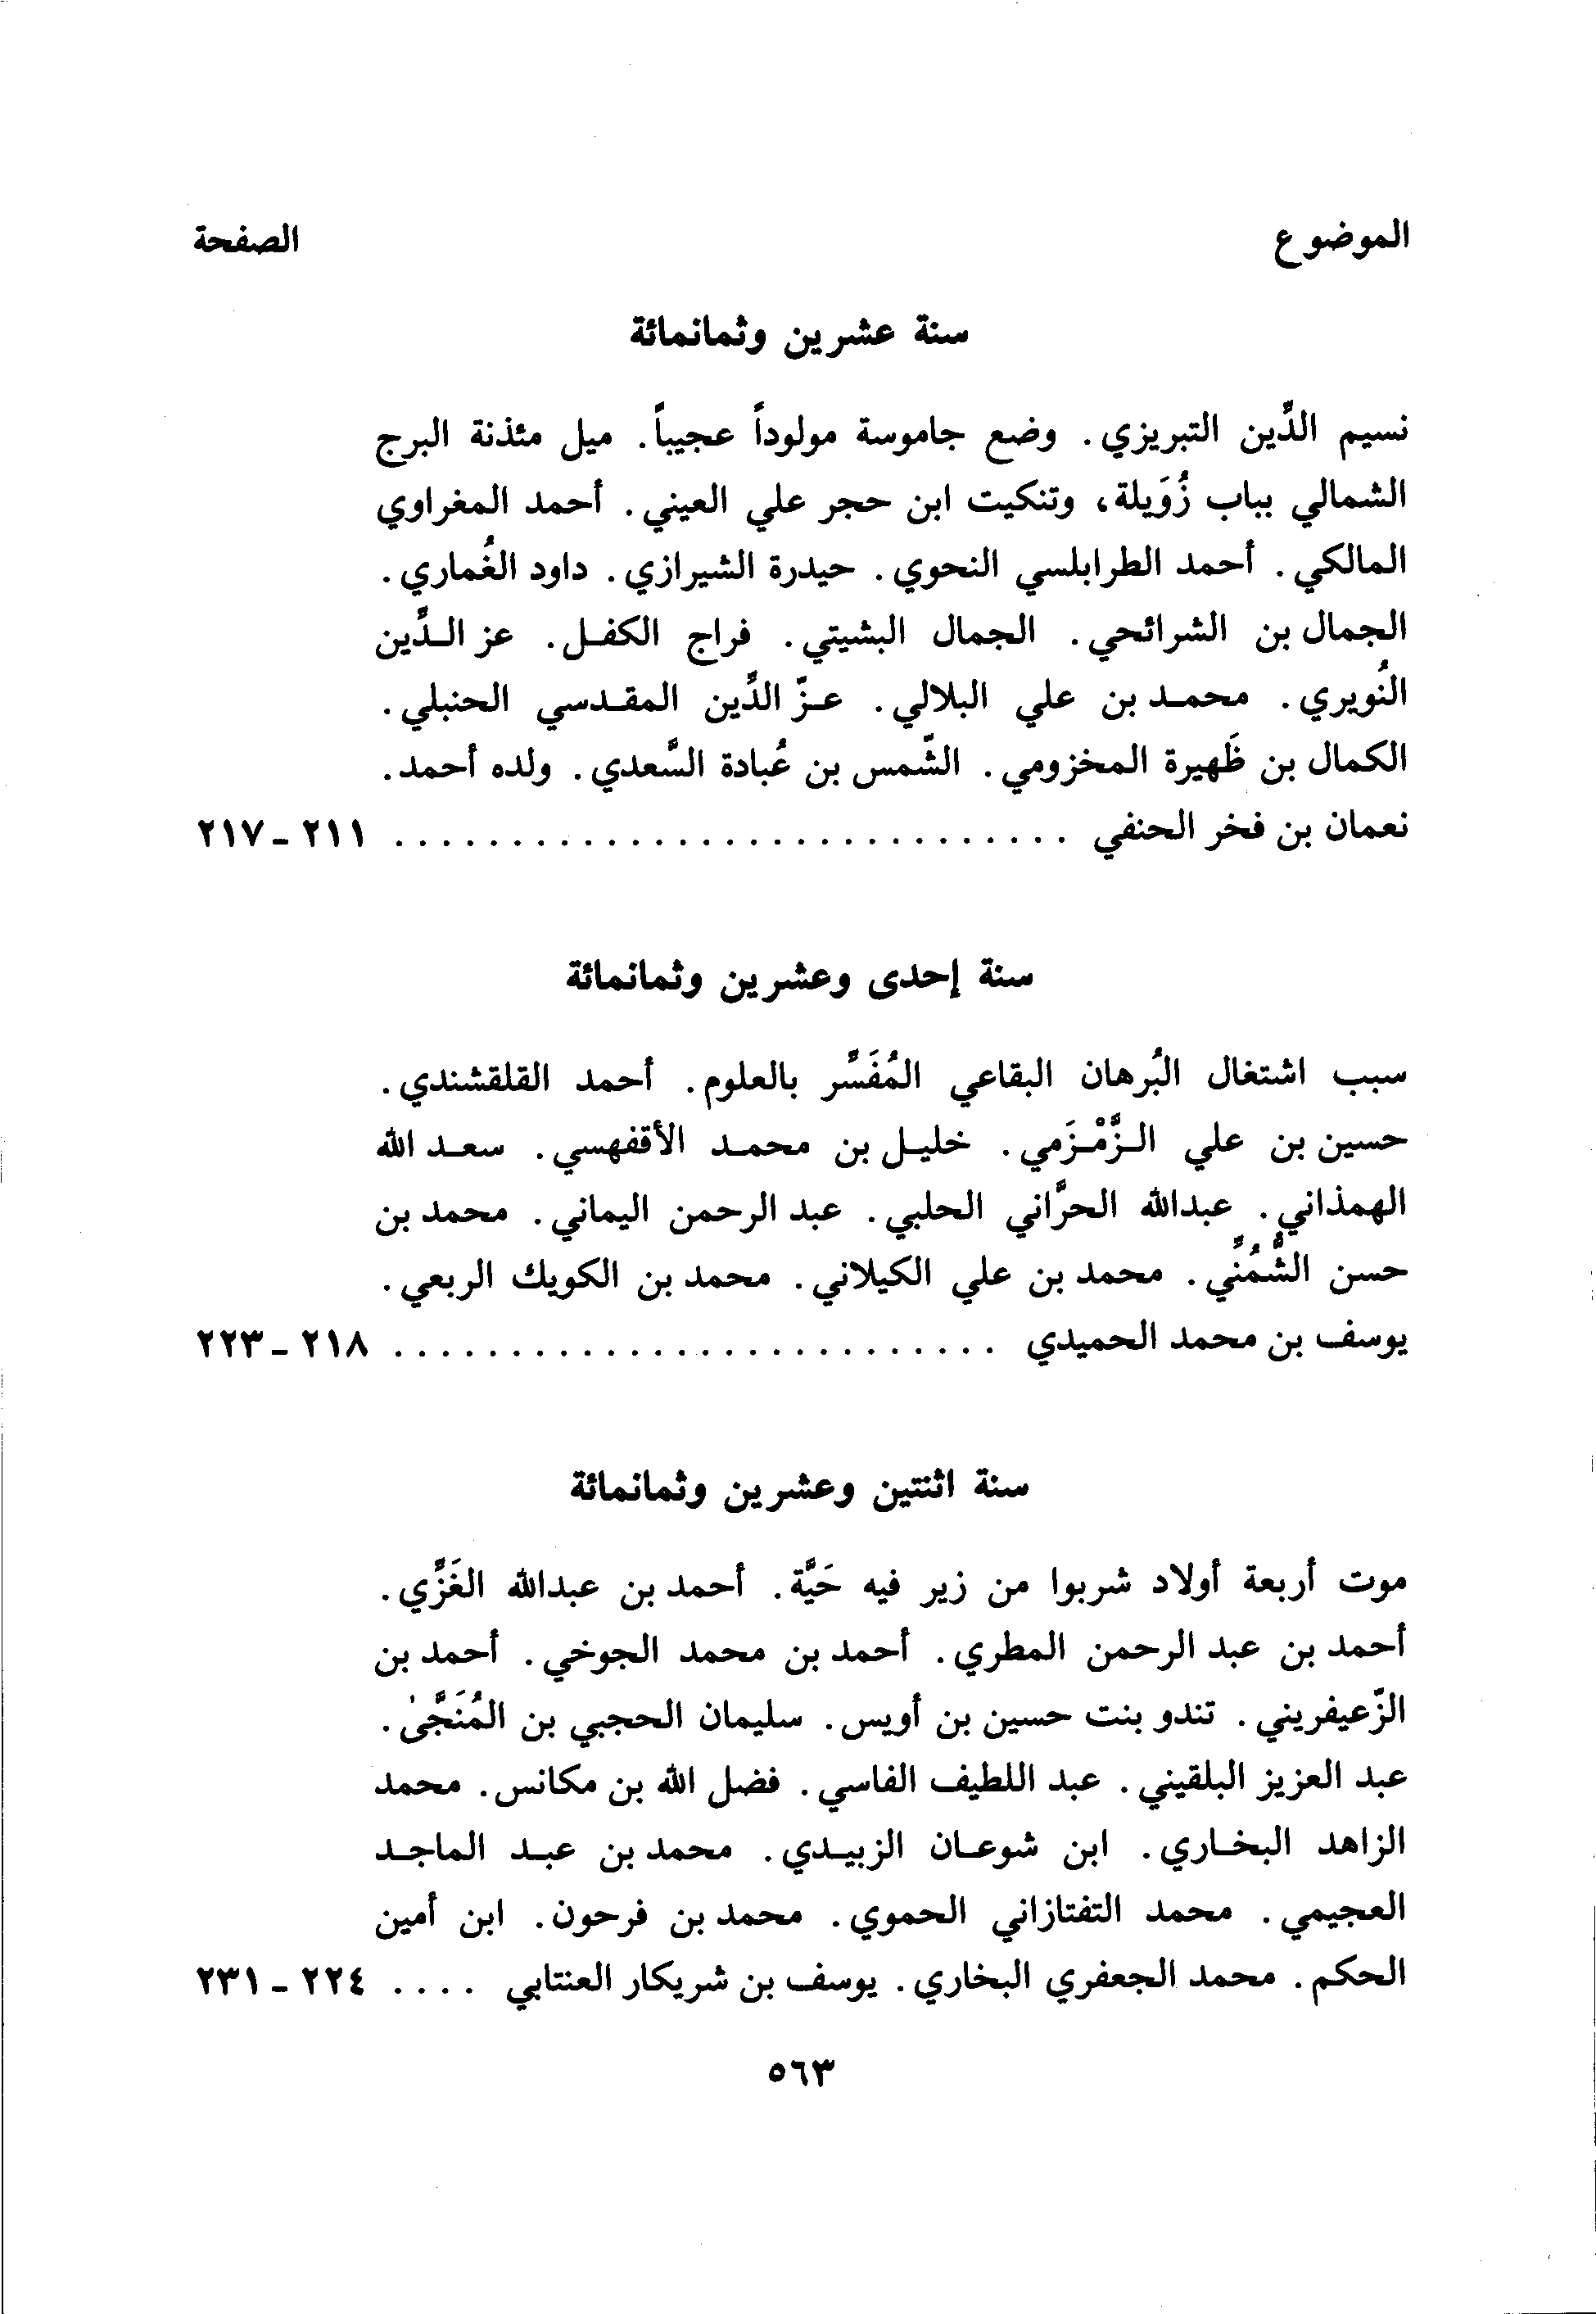 الموضوع الصفحة
سنة عشرين وثمانمائة
نسيم الدِّين التبريزي. وضع جاموسة مولوداً عجيباً. ميل مئذنة البرج
الشمالي بباب زُوَيلة، وتنكيت ابن حجر علي العيني. أحمد المغراوي
المالكي. أحمد الطرابلسي النحوي. حيدرة الشيرازي. داود الغُماري.
الجمال بن الشرائحي. الجمال البشيتي. فراج الكفل. عز الدِّين
النُويري. محمد بن علي البلالي. عزّ الدِّين المقدسي الحنبلي.
الكمال بن ظَهيرة المخزومي. الشّمس بن عُبادة السَّعدي. ولده أحمد.
نعمان بن فخر الحنفي . . . . . . . . . . . . . . . . . . . . . . . . . . . . . ٢١١ - ٢١٧
سنة إحدى وعشرين وثمانمائة
سبب اشتغال البُرهان البقاعي المُفَسِّر بالعلوم. أحمد القلقشندي.
حسين بن علي الزَّمْزَمي. خليل بن محمد الأقفهسي. سعد الله
الهمذاني. عبدالله الحرَّاني الحلبي. عبد الرحمن اليماني. محمد بن
حسن الشُّمُنِّي. محمد بن علي الكيلاني. محمد بن الكويك الربعي.
يوسف بن محمد الحميدي . . . . . . . . . . . . . . . . . . . . . . . . . . ٢١٨ - ٢٢٣
سنة اثنتين وعشرين وثمانمائة
موت أربعة أولاد شربوا من زير فيه حَيَّة. أحمد بن عبدالله الغَزِّي.
أحمد بن عبد الرحمن المطري. أحمد بن محمد الجوخي. أحمد بن
الزّعيفريني. تندو بنت حسين بن أويس. سليمان الحجبي بن المُنَجَّىٰ.
عبد العزيز البلقيني. عبد اللطيف الفاسي. فضل الله بن مكانس. محمد
الزاهد البخاري. ابن شوعان الزبيدي. محمد بن عبد الماجد
العجيمي. محمد التفتازاني الحموي. محمد بن فرحون. ابن أمين
الحكم. محمد الجعفري البخاري. يوسف بن شريكار العنتابي . . . . ٢٢٤ - ٢٣١
٥٦٣